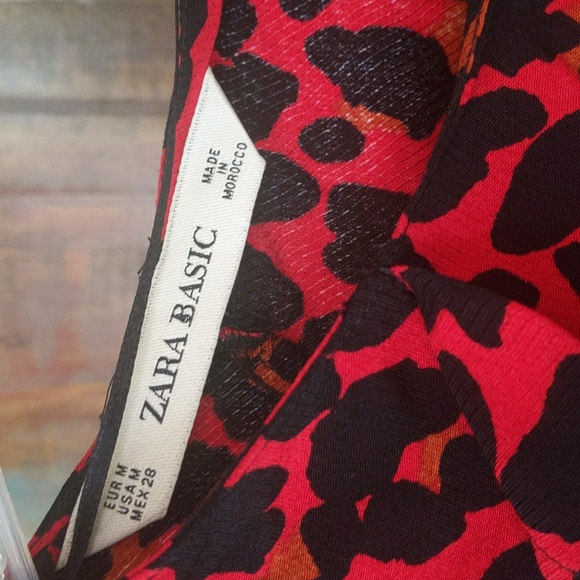 MADE
IN
MOROCCO
ZARA BASIC
EUR M
USA M
MEX 28